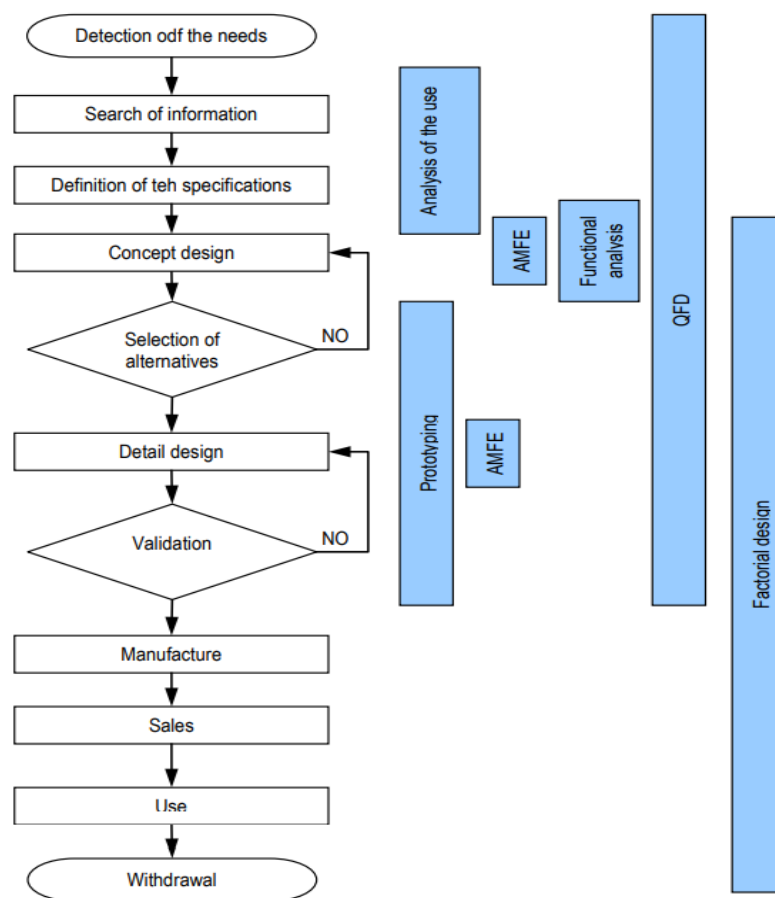 Detection odf the needs
Search of information
Definition of teh specifications
Concept design
Selection of
alternatives
NO
Detail design
Validation
NO
Manufacture
Sales
Use
Withdrawal
Analysis of the use
AMFE
Functional
analysis
QFD
Prototyping
AMFE
Factorial design